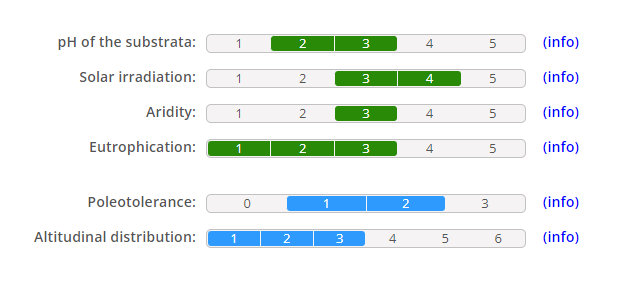 pH of the substrata: 1 2 3 4 5 (info)
Solar irradiation: 1 2 3 4 5 (info)
Aridity: 1 2 3 4 5 (info)
Eutrophication: 1 2 3 4 5 (info)
Poleotolerance: 0 1 2 3 (info)
Altitudinal distribution: 1 2 3 4 5 6 (info)